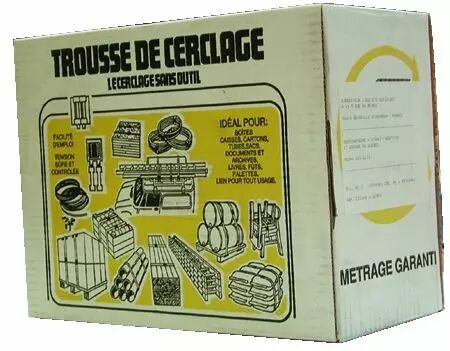 TROUSSE DE CERCLAGE
LE CERCLAGE SANS OUTIL
FACILITÉ
D'EMPLOI
TENSION
SÛRE ET
CONTRÔLÉE
IDÉAL POUR:
BOÎTES
CAISSES, CARTONS,
TUBES, SACS,
DOCUMENTS ET
ARCHIVES,
LIVRES, FÛTS,
PALETTES,
LIEN POUR TOUT USAGE.
METRAGE GARANTI